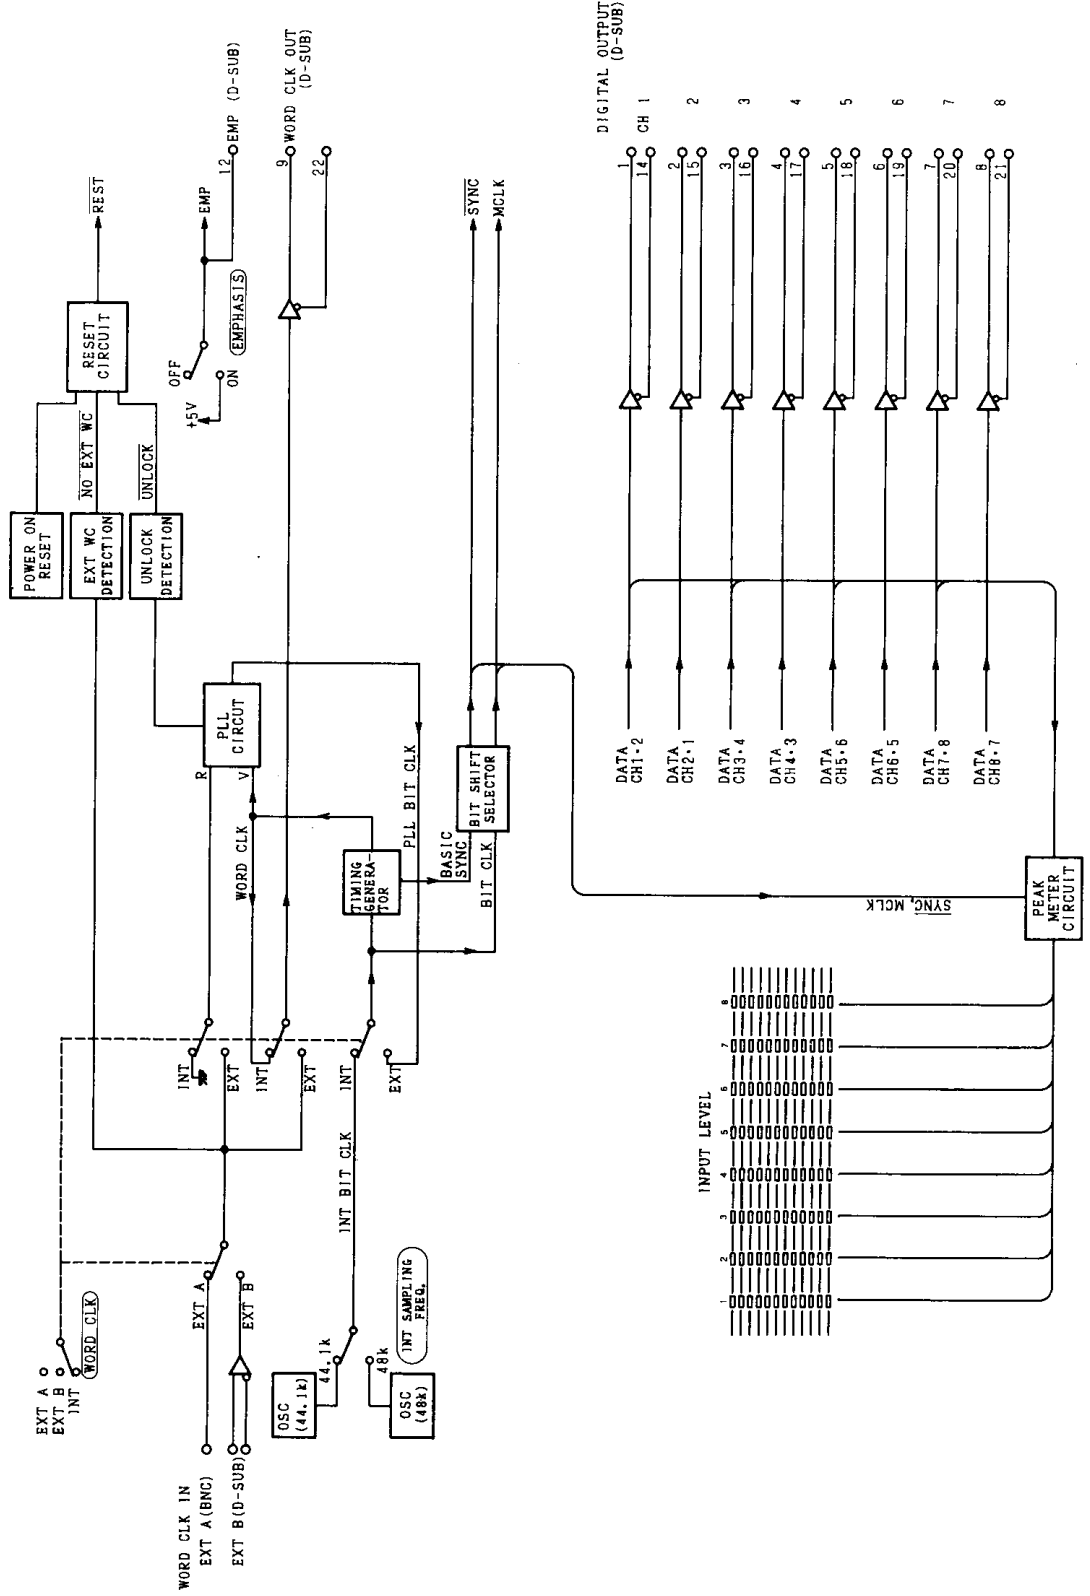 WORD CLK IN
EXT A(BNC)
EXT B(D-SUB)
EXT A
EXT B
INT
WORD CLK
EXT A
EXT B
OSC
(44.1k)
OSC
(48k)
44.1k
48k
INT SAMPLING
FREQ.
INT BIT CLK
INT
EXT
INT
EXT
INT
EXT
WORD CLK
R
V
PLL
CIRCUT
TIMING
GENERA-
TOR
BASIC
SYNC
BIT CLK
PLL BIT CLK
BIT SHIFT
SELECTOR
POWER ON
RESET
EXT WC
DETECTION
UNLOCK
DETECTION
NO EXT WC
UNLOCK
RESET
CIRCUIT
REST
+5V
OFF
ON
EMPHASIS
EMP
12
EMP (D-SUB)
9
WORD CLK OUT
(D-SUB)
22
SYNC
MCLK
INPUT LEVEL
1
2
3
4
5
6
7
8
PEAK
METER
CIRCUIT
SYNC, MCLK
DATA
CH1·2
DATA
CH2·1
DATA
CH3·4
DATA
CH4·3
DATA
CH5·6
DATA
CH6·5
DATA
CH7·8
DATA
CH8·7
DIGITAL OUTPUT
(D-SUB)
1
14
CH 1
2
15
2
3
16
3
4
17
4
5
18
5
6
19
6
7
20
7
8
21
8